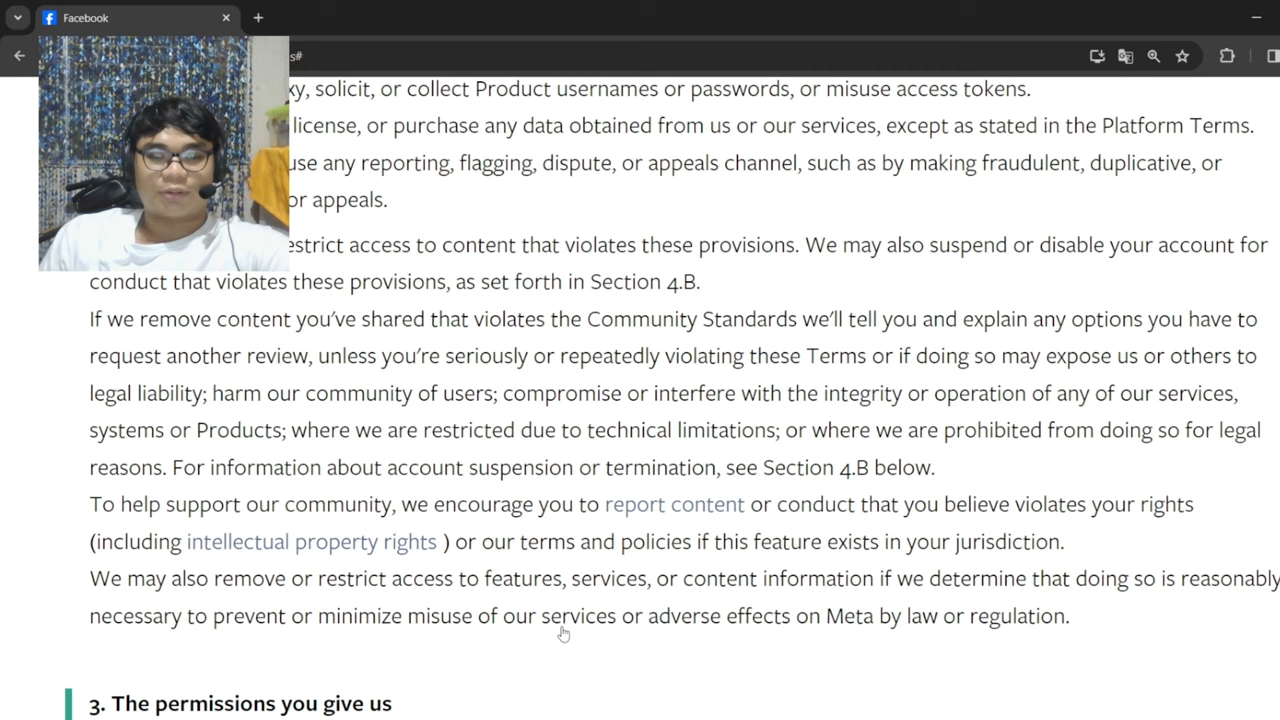 Facebook
s#
xy, solicit, or collect Product usernames or passwords, or misuse access tokens.
license, or purchase any data obtained from us or our services, except as stated in the Platform Terms.
use any reporting, flagging, dispute, or appeals channel, such as by making fraudulent, duplicative, or
or appeals.
estrict access to content that violates these provisions. We may also suspend or disable your account for
conduct that violates these provisions, as set forth in Section 4.B.
If we remove content you've shared that violates the Community Standards we'll tell you and explain any options you have to
request another review, unless you're seriously or repeatedly violating these Terms or if doing so may expose us or others to
legal liability; harm our community of users; compromise or interfere with the integrity or operation of any of our services,
systems or Products; where we are restricted due to technical limitations; or where we are prohibited from doing so for legal
reasons. For information about account suspension or termination, see Section 4.B below.
To help support our community, we encourage you to report content or conduct that you believe violates your rights
(including intellectual property rights ) or our terms and policies if this feature exists in your jurisdiction.
We may also remove or restrict access to features, services, or content information if we determine that doing so is reasonably
necessary to prevent or minimize misuse of our services or adverse effects on Meta by law or regulation.
3. The permissions you give us